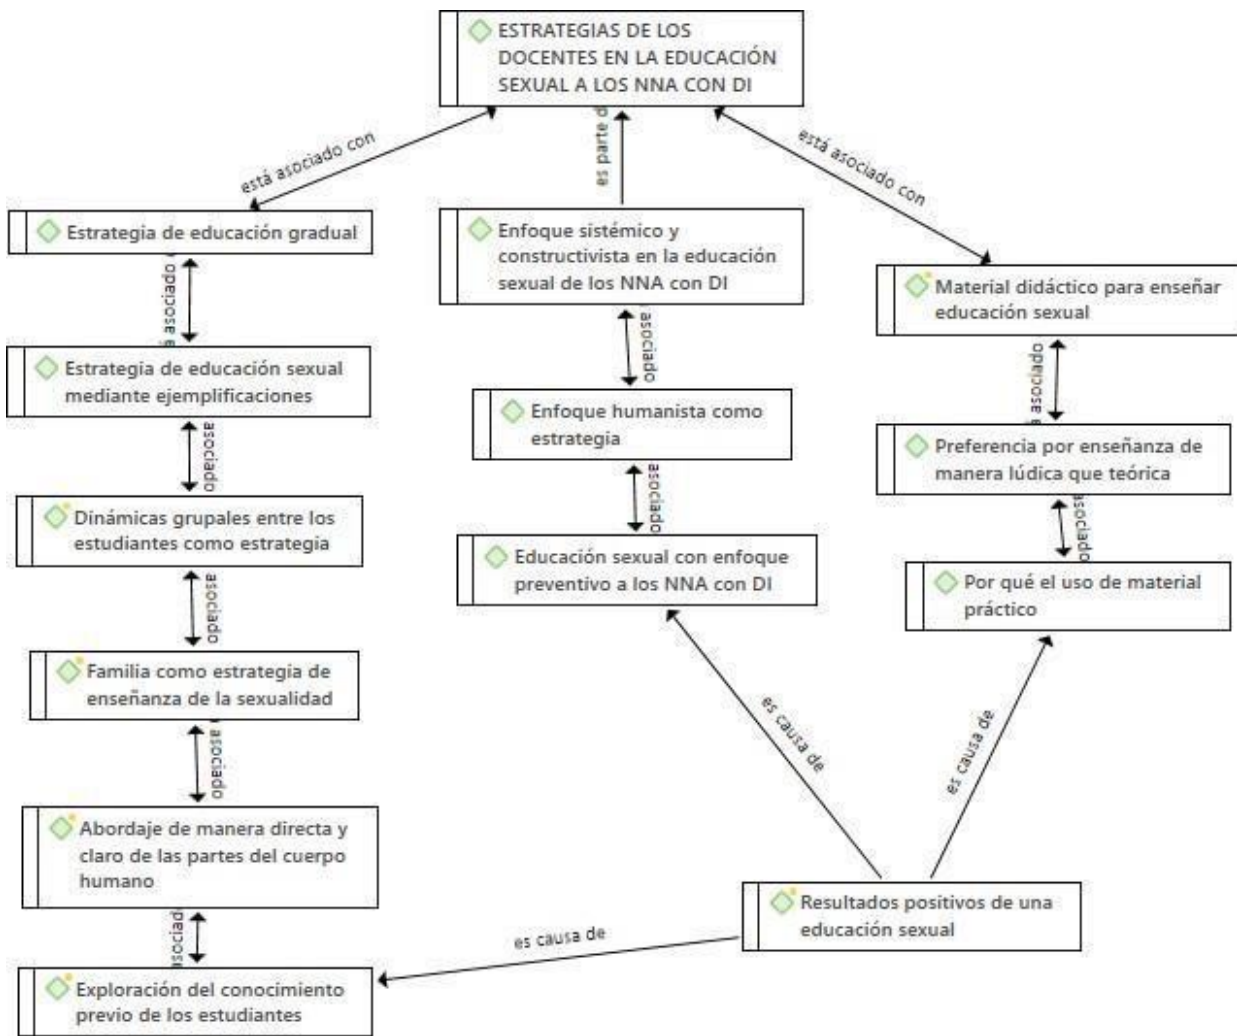 ESTRATEGIAS DE LOS
DOCENTES EN LA EDUCACIÓN
SEXUAL A LOS NNA CON DI
está asociado con
es parte d
está asociado con
Estrategia de educación gradual
Enfoque sistémico y
constructivista en la educación
sexual de los NNA con DI
Material didáctico para enseñar
educación sexual
asociado
asociado
asociado
Estrategia de educación sexual
mediante ejemplificaciones
Enfoque humanista como
estrategia
Preferencia por enseñanza de
manera lúdica que teórica
asociado
asociado
asociado
Dinámicas grupales entre los
estudiantes como estrategia
Educación sexual con enfoque
preventivo a los NNA con DI
Por qué el uso de material
práctico
asociado
Familia como estrategia de
enseñanza de la sexualidad
asociado
es causa de
es causa de
Abordaje de manera directa y
claro de las partes del cuerpo
humano
Resultados positivos de una
educación sexual
asociad
es causa de
Exploración del conocimiento
previo de los estudiantes